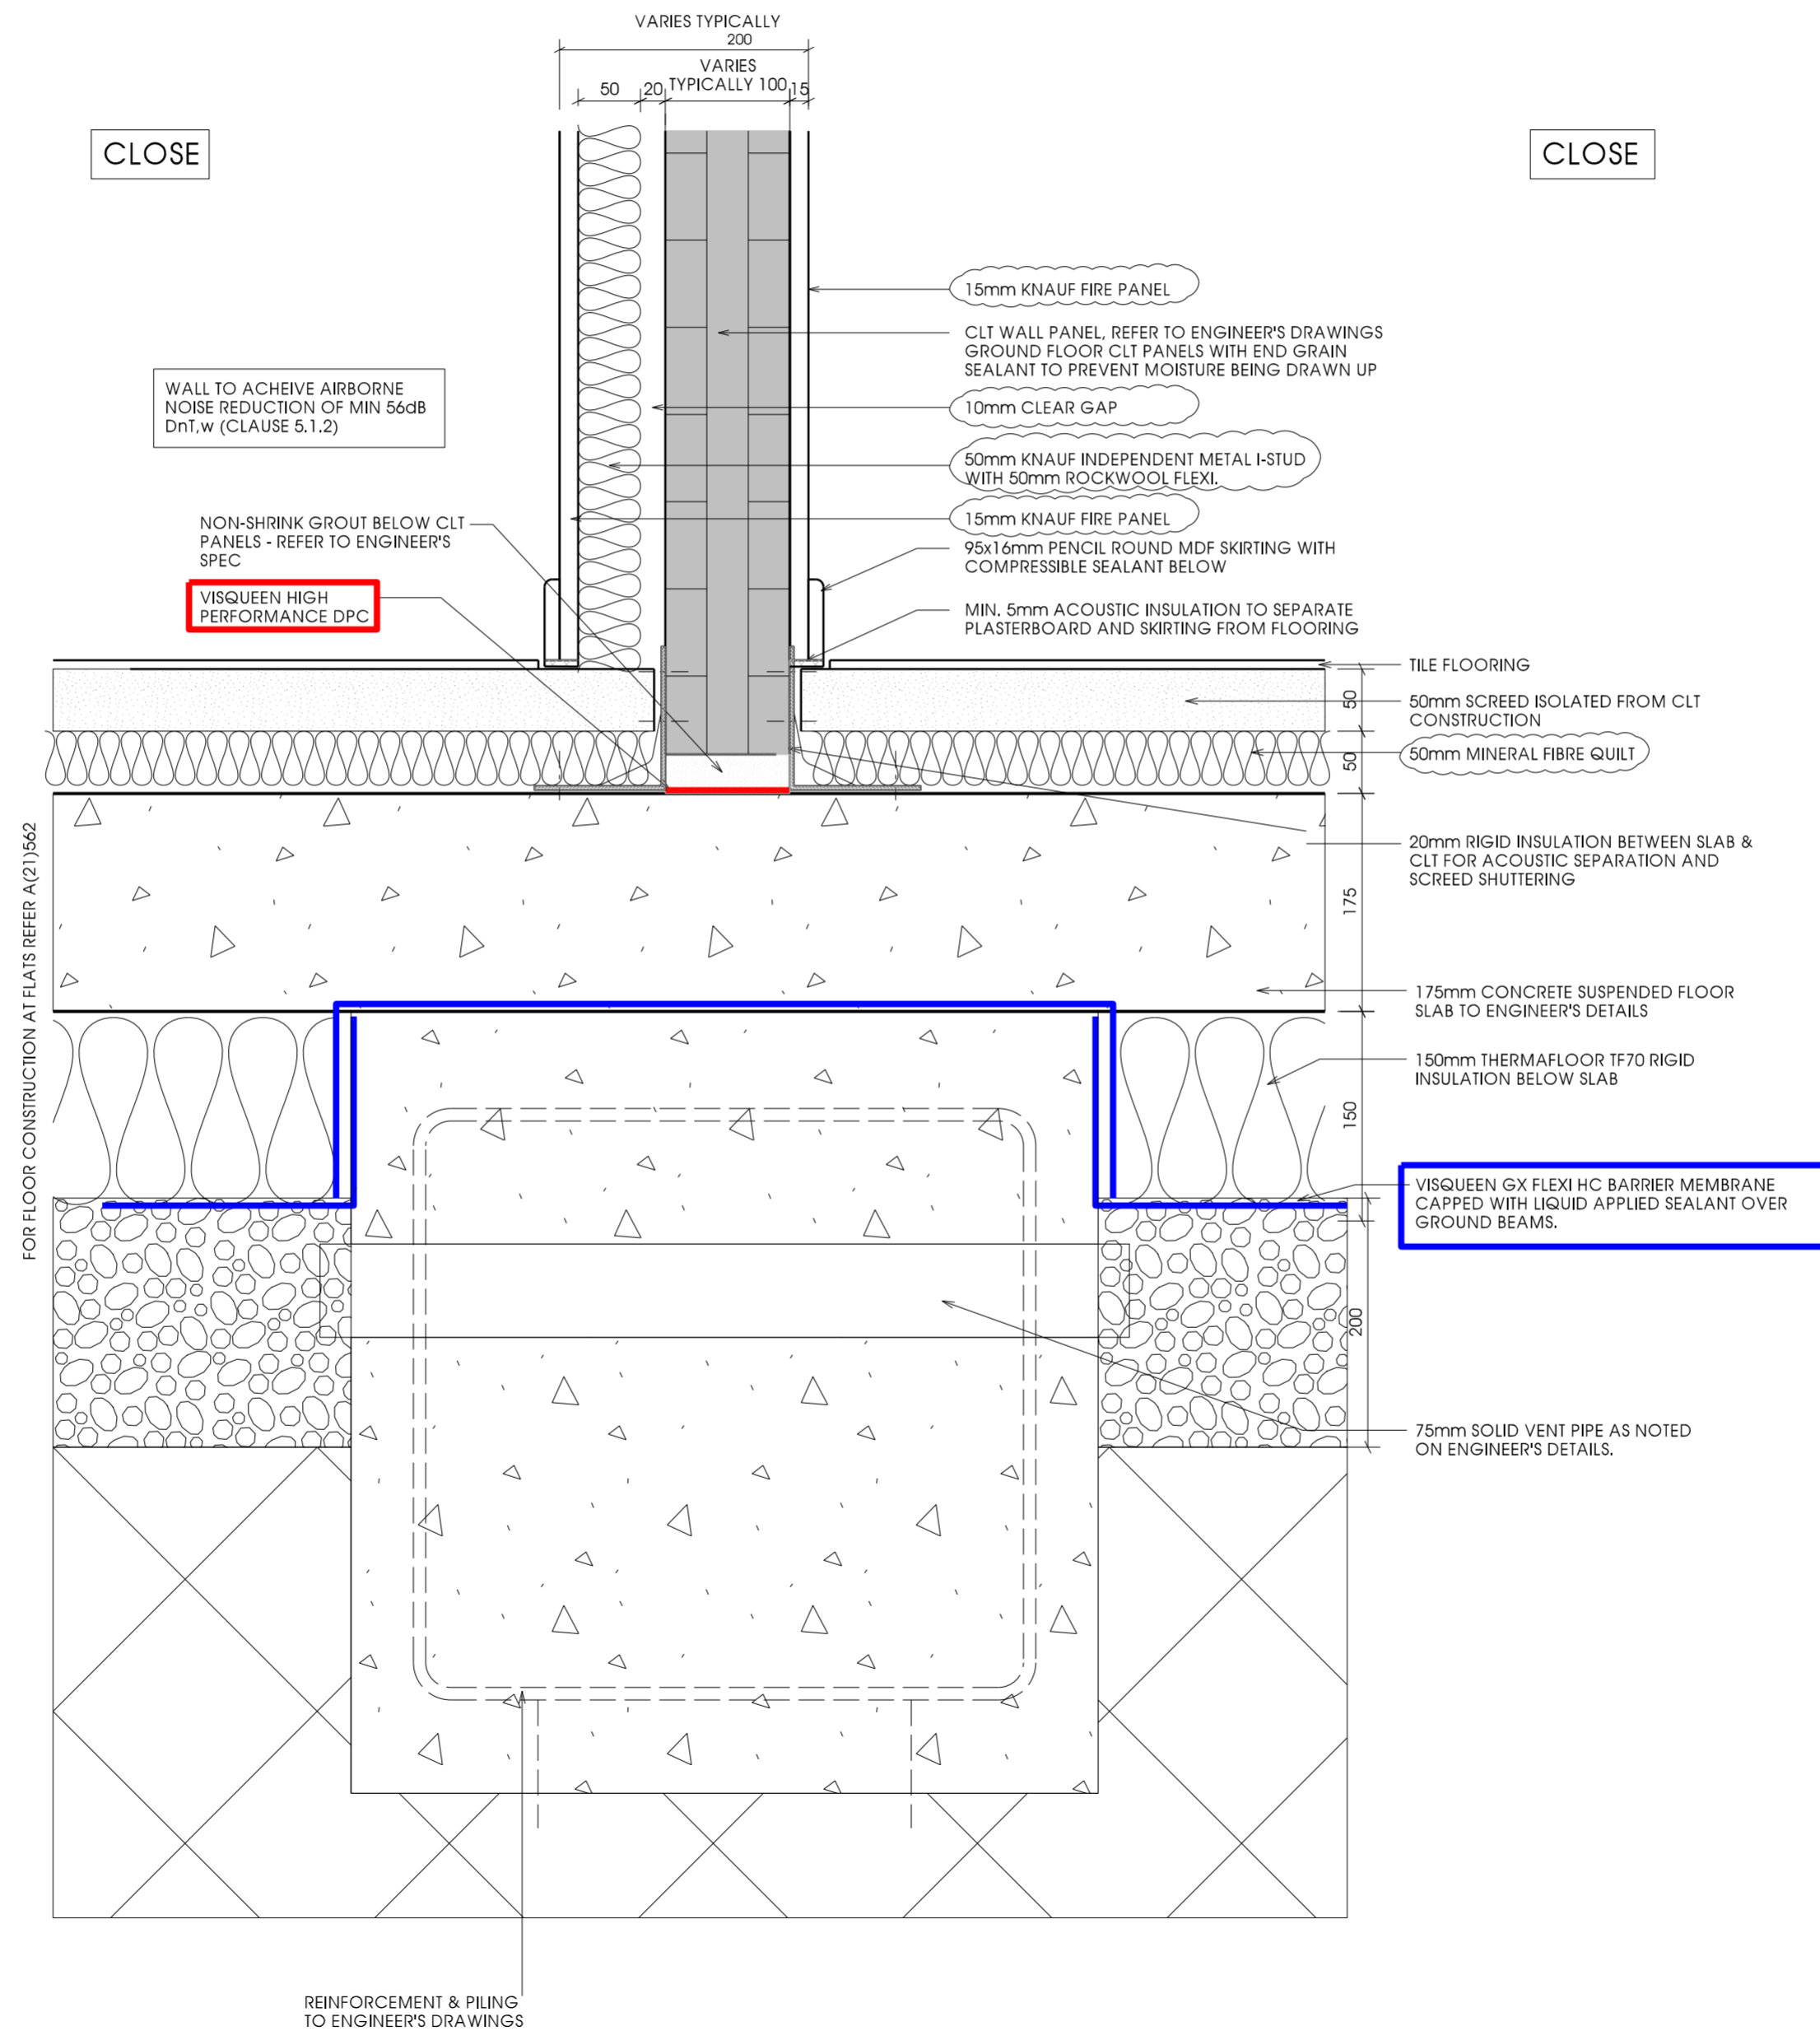 VARIES TYPICALLY
200
VARIES
TYPICALLY 100
50
20
15
CLOSE
CLOSE
15mm KNAUF FIRE PANEL
CLT WALL PANEL, REFER TO ENGINEER'S DRAWINGS
GROUND FLOOR CLT PANELS WITH END GRAIN
SEALANT TO PREVENT MOISTURE BEING DRAWN UP
WALL TO ACHEIVE AIRBORNE
NOISE REDUCTION OF MIN 56dB
DnT,w (CLAUSE 5.1.2)
10mm CLEAR GAP
50mm KNAUF INDEPENDENT METAL I-STUD
WITH 50mm ROCKWOOL FLEXI.
NON-SHRINK GROUT BELOW CLT
PANELS - REFER TO ENGINEER'S
SPEC
15mm KNAUF FIRE PANEL
95x16mm PENCIL ROUND MDF SKIRTING WITH
COMPRESSIBLE SEALANT BELOW
VISQUEEN HIGH
PERFORMANCE DPC
MIN. 5mm ACOUSTIC INSULATION TO SEPARATE
PLASTERBOARD AND SKIRTING FROM FLOORING
TILE FLOORING
50
50mm SCREED ISOLATED FROM CLT
CONSTRUCTION
50
50mm MINERAL FIBRE QUILT
20mm RIGID INSULATION BETWEEN SLAB &
CLT FOR ACOUSTIC SEPARATION AND
SCREED SHUTTERING
175
FOR FLOOR CONSTRUCTION AT FLATS REFER A(21)562
175mm CONCRETE SUSPENDED FLOOR
SLAB TO ENGINEER'S DETAILS
150mm THERMAFLOOR TF70 RIGID
INSULATION BELOW SLAB
150
VISQUEEN GX FLEXI HC BARRIER MEMBRANE
CAPPED WITH LIQUID APPLIED SEALANT OVER
GROUND BEAMS.
200
75mm SOLID VENT PIPE AS NOTED
ON ENGINEER'S DETAILS.
REINFORCEMENT & PILING
TO ENGINEER'S DRAWINGS